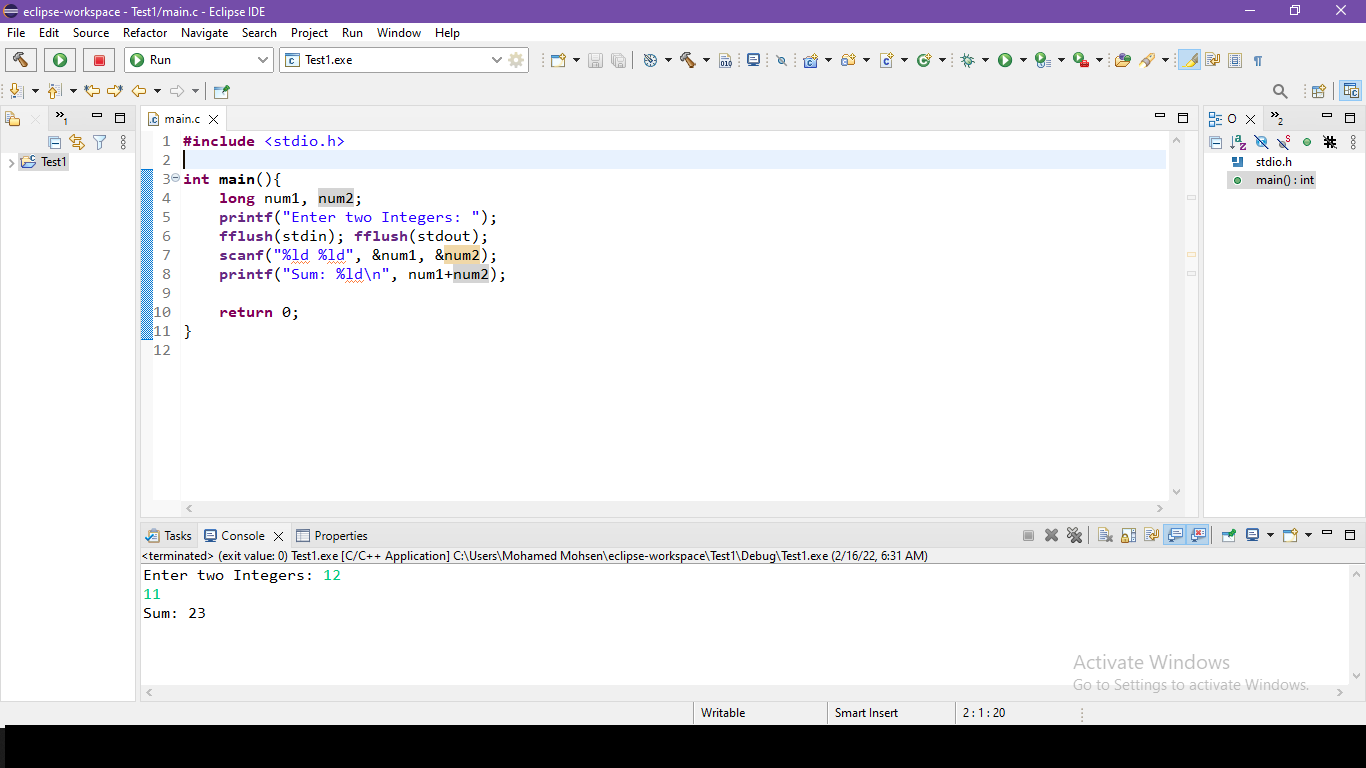 eclipse-workspace - Test1/main.c - Eclipse IDE
File Edit Source Refactor Navigate Search Project Run Window Help
Run
Test1.exe
main.c
Test1
1 #include <stdio.h>
2
3 int main(){
4 long num1, num2;
5 printf("Enter two Integers: ");
6 fflush(stdin); fflush(stdout);
7 scanf("%ld %ld", &num1, &num2);
8 printf("Sum: %ld\n", num1+num2);
9
10 return 0;
11 }
12
O
stdio.h
main() : int
Tasks Console Properties
<terminated> (exit value: 0) Test1.exe [C/C++ Application] C:\Users\Mohamed Mohsen\eclipse-workspace\Test1\Debug\Test1.exe (2/16/22, 6:31 AM)
Enter two Integers: 12
11
Sum: 23
Activate Windows
Go to Settings to activate Windows.
Writable Smart Insert 2 : 1 : 20